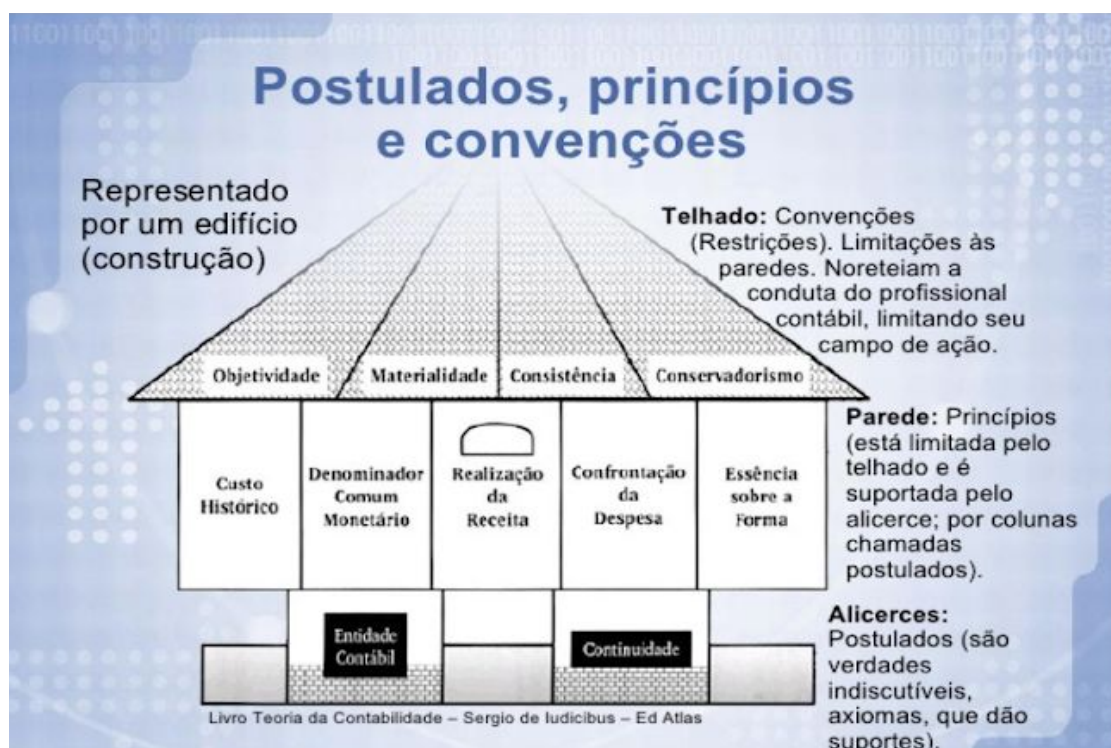 Postulados, princípios
e convenções
Representado
por um edifício
(construção)
Telhado: Convenções
(Restrições). Limitações às
paredes. Noreteiam a
conduta do profissional
contábil, limitando seu
campo de ação.
Objetividade
Materialidade
Consistência
Conservadorismo
Custo
Histórico
Denominador
Comum
Monetário
Realização
da
Receita
Confrontação
da
Despesa
Essência
sobre a
Forma
Parede: Princípios
(está limitada pelo
telhado e é
suportada pelo
alicerce; por colunas
chamadas
postulados).
Entidade
Contábil
Continuidade
Alicerces:
Postulados (são
verdades
indiscutíveis,
axiomas, que dão
suportes).
Livro Teoria da Contabilidade – Sergio de Iudicibus – Ed Atlas